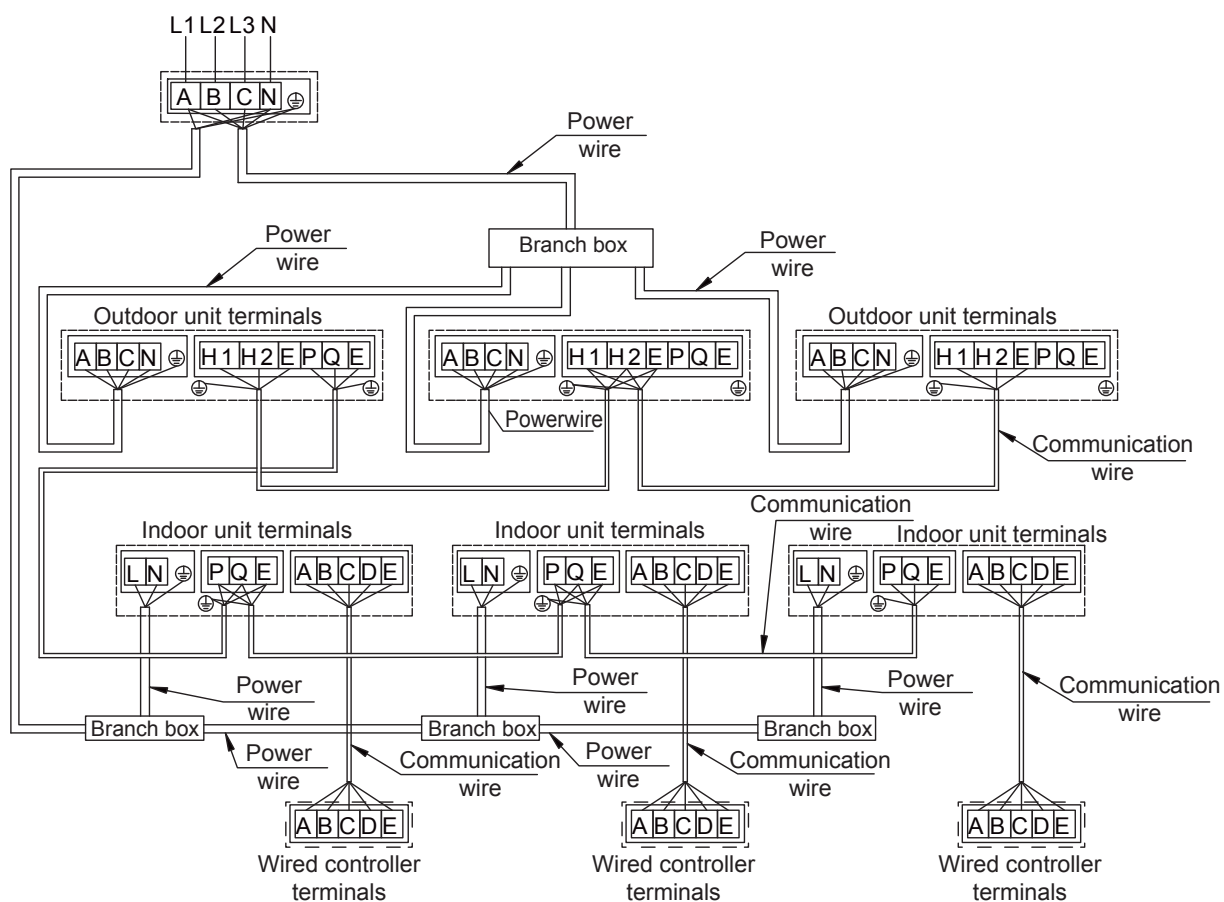 L1 L2 L3 N
A B C N
Power
wire
Branch box
Power
wire
Power
wire
Outdoor unit terminals
Outdoor unit terminals
A B C N
H1 H2 E P Q E
A B C N
H1 H2 E P Q E
A B C N
H1 H2 E P Q E
Powerwire
Communication
wire
Communication
wire
Indoor unit terminals
Indoor unit terminals
Indoor unit terminals
L N
P Q E
A B C D E
L N
P Q E
A B C D E
L N
P Q E
A B C D E
Power
wire
Power
wire
Power
wire
Communication
wire
Branch box
Branch box
Branch box
Power
wire
Communication
wire
Power
wire
Communication
wire
A B C D E
A B C D E
A B C D E
Wired controller
terminals
Wired controller
terminals
Wired controller
terminals